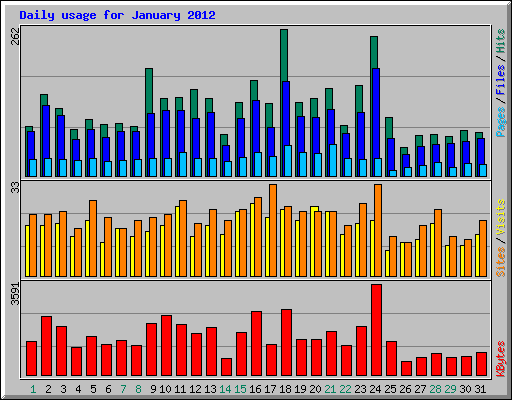 Daily usage for January 2012
262
Pages / Files / Hits
33
Sites / Visits
3591
KBytes
1 2 3 4 5 6 7 8 9 10 11 12 13 14 15 16 17 18 19 20 21 22 23 24 25 26 27 28 29 30 31